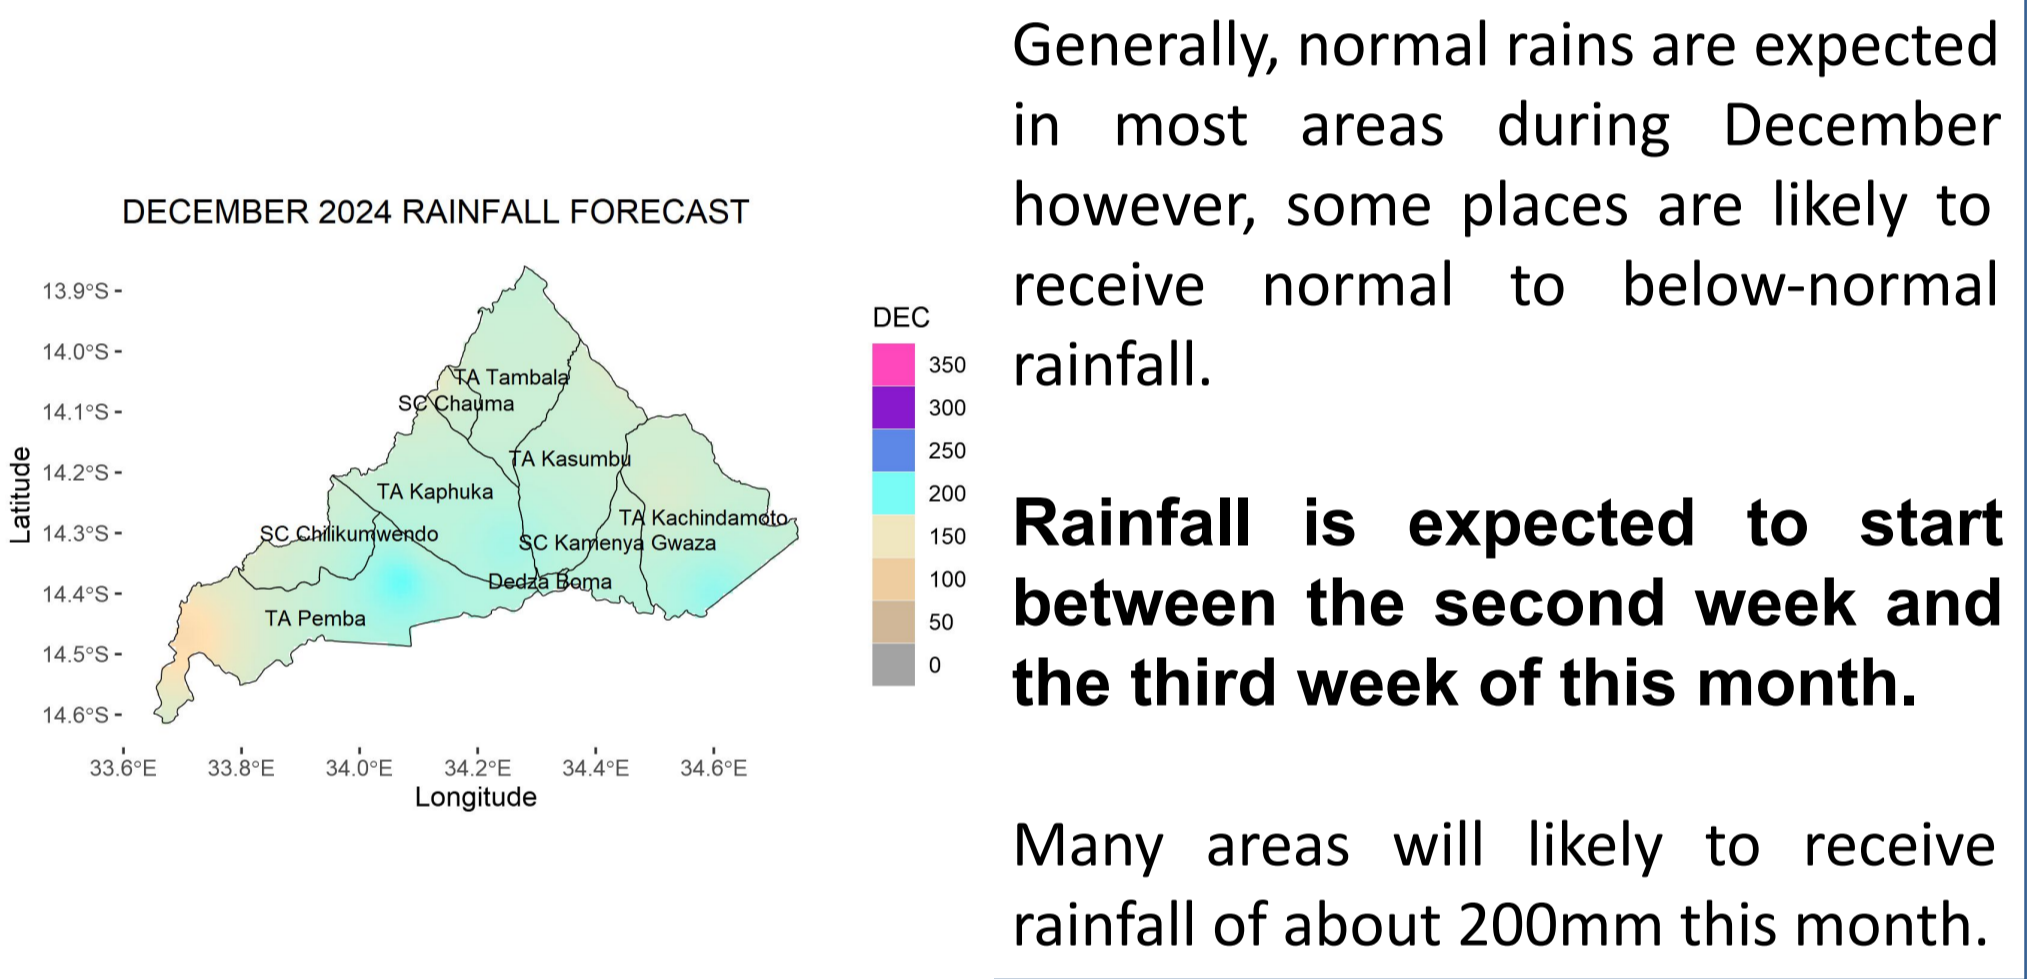 DECEMBER 2024 RAINFALL FORECAST
13.9°S
14.0°S
14.1°S
14.2°S
14.3°S
14.4°S
14.5°S
14.6°S
Latitude
TA Tambala
SC Chauma
TA Kasumbu
TA Kaphuka
TA Kachindamoto
SC Chilikumwendo
SC Kamenya Gwaza
Dedza Boma
TA Pemba
33.6°E
33.8°E
34.0°E
34.2°E
34.4°E
34.6°E
Longitude
DEC
350
300
250
200
150
100
50
0
Generally, normal rains are expected
in most areas during December
however, some places are likely to
receive normal to below-normal
rainfall.
Rainfall is expected to start
between the second week and
the third week of this month.
Many areas will likely to receive
rainfall of about 200mm this month.